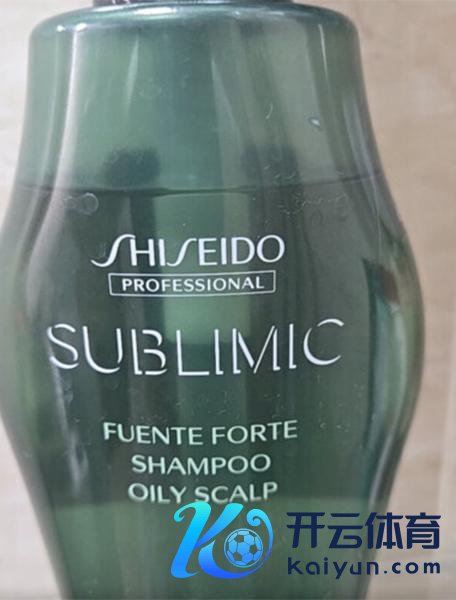 SHISEIDO
PROFESSIONAL
SUBLIMIC
FUENTE FORTE
SHAMPOO
OILY SCALP
开云体育
kaiyun.com